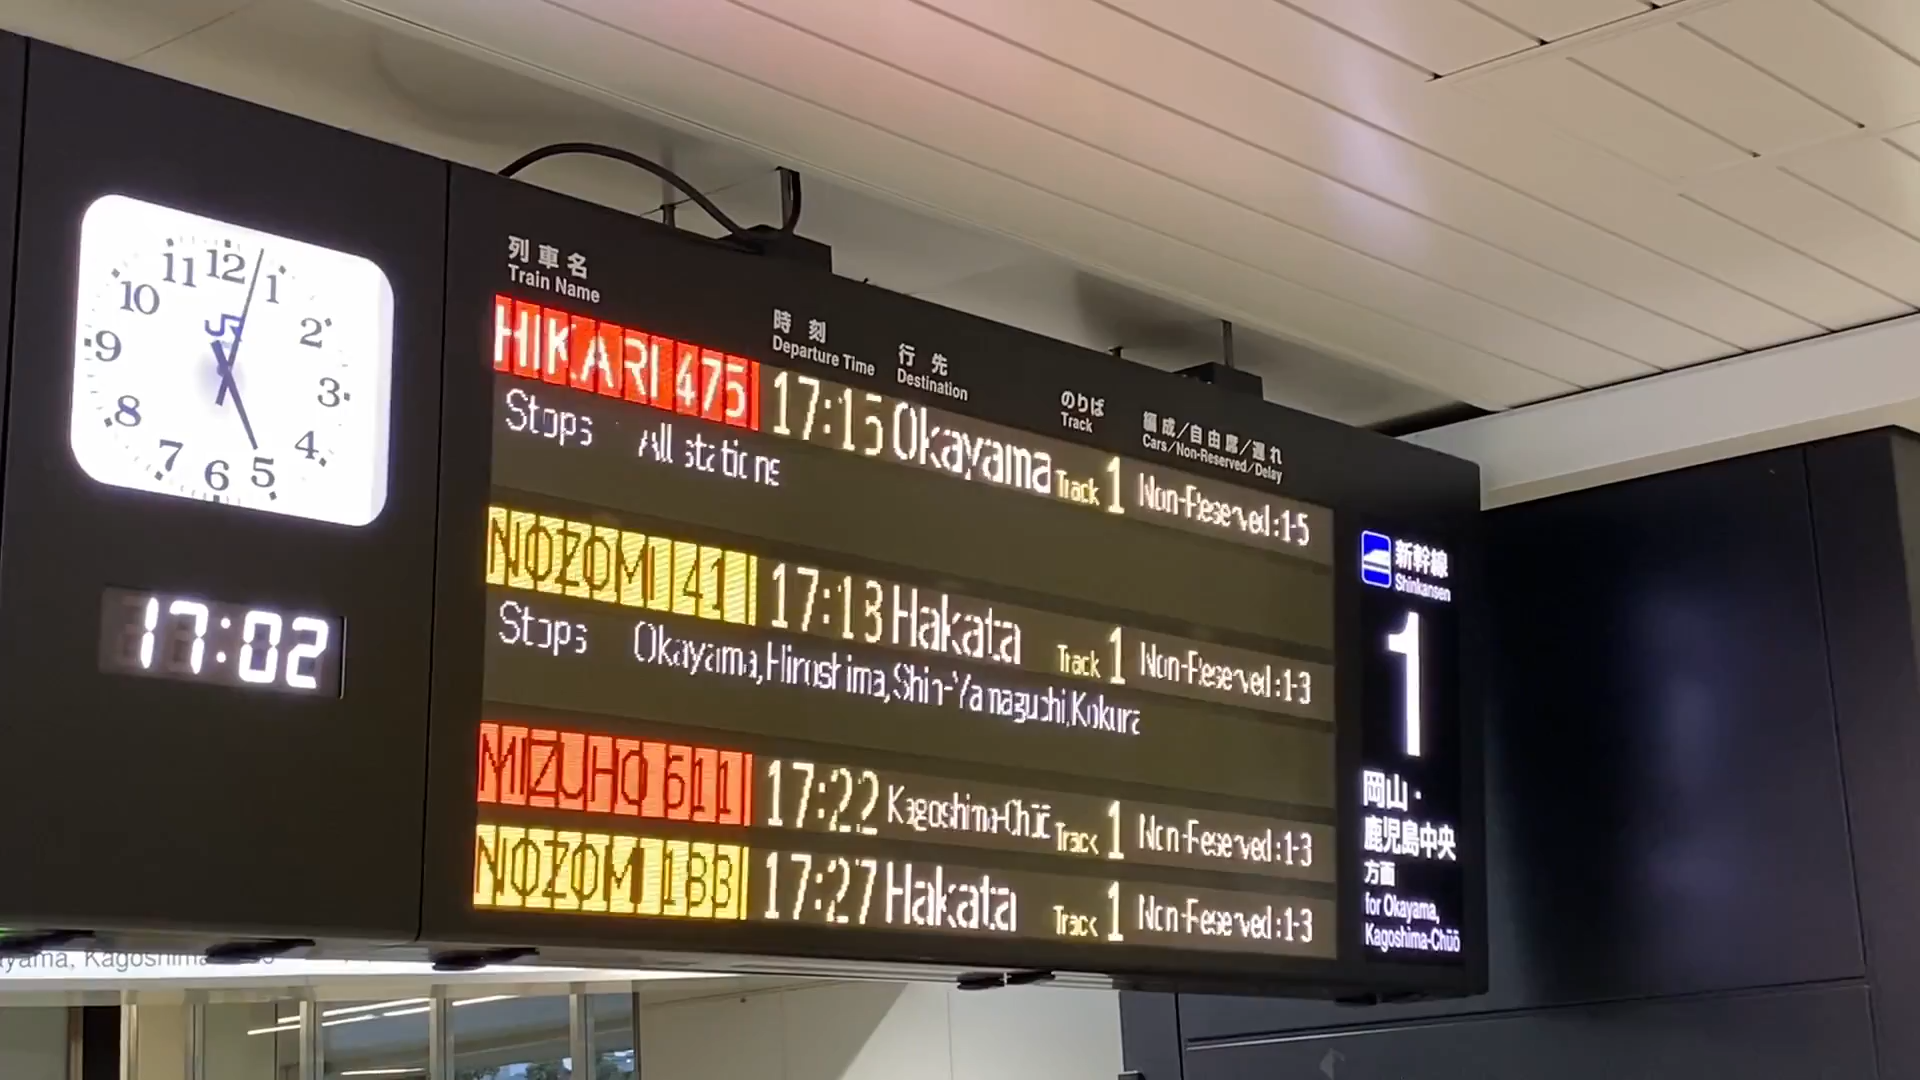 列車名
Train Name
時刻
Departure Time
行先
Destination
のりば
Track
編成/自由席/遅れ
Cars/Non-Reserved/Delay
HIKARI 475 17:15 Okayama Track 1 Non-Reserved:1-5
Stops All stations
NOZOMI 41 17:18 Hakata Track 1 Non-Reserved:1-3
Stops Okayama,Hiroshima,Shin-Yamaguchi,Kokura
MIZUHO 611 17:22 Kagoshima-Chūō Track 1 Non-Reserved:1-3
NOZOMI 17:27 Hakata Track 1 Non-Reserved:1-3
11 12 1
10 2
9 3
8 4
7 6 5
JR
17:02
新幹線
Shinkansen
1
岡山・
鹿児島中央
方面
for Okayama,
Kagoshima-Chūō
Kagoshima